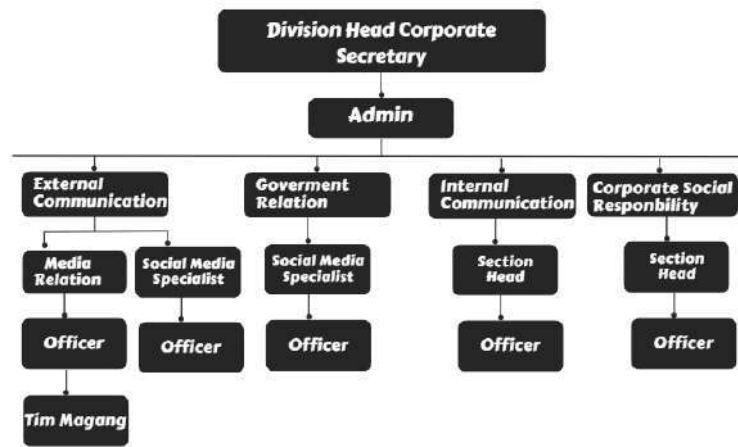 Division Head Corporate
Secretary
Admin
External
Communication
Goverment
Relation
Internal
Communication
Corporate Social
Responbility
Media
Relation
Social Media
Specialist
Social Media
Specialist
Section
Head
Section
Head
Officer
Officer
Officer
Officer
Officer
Tim Magang